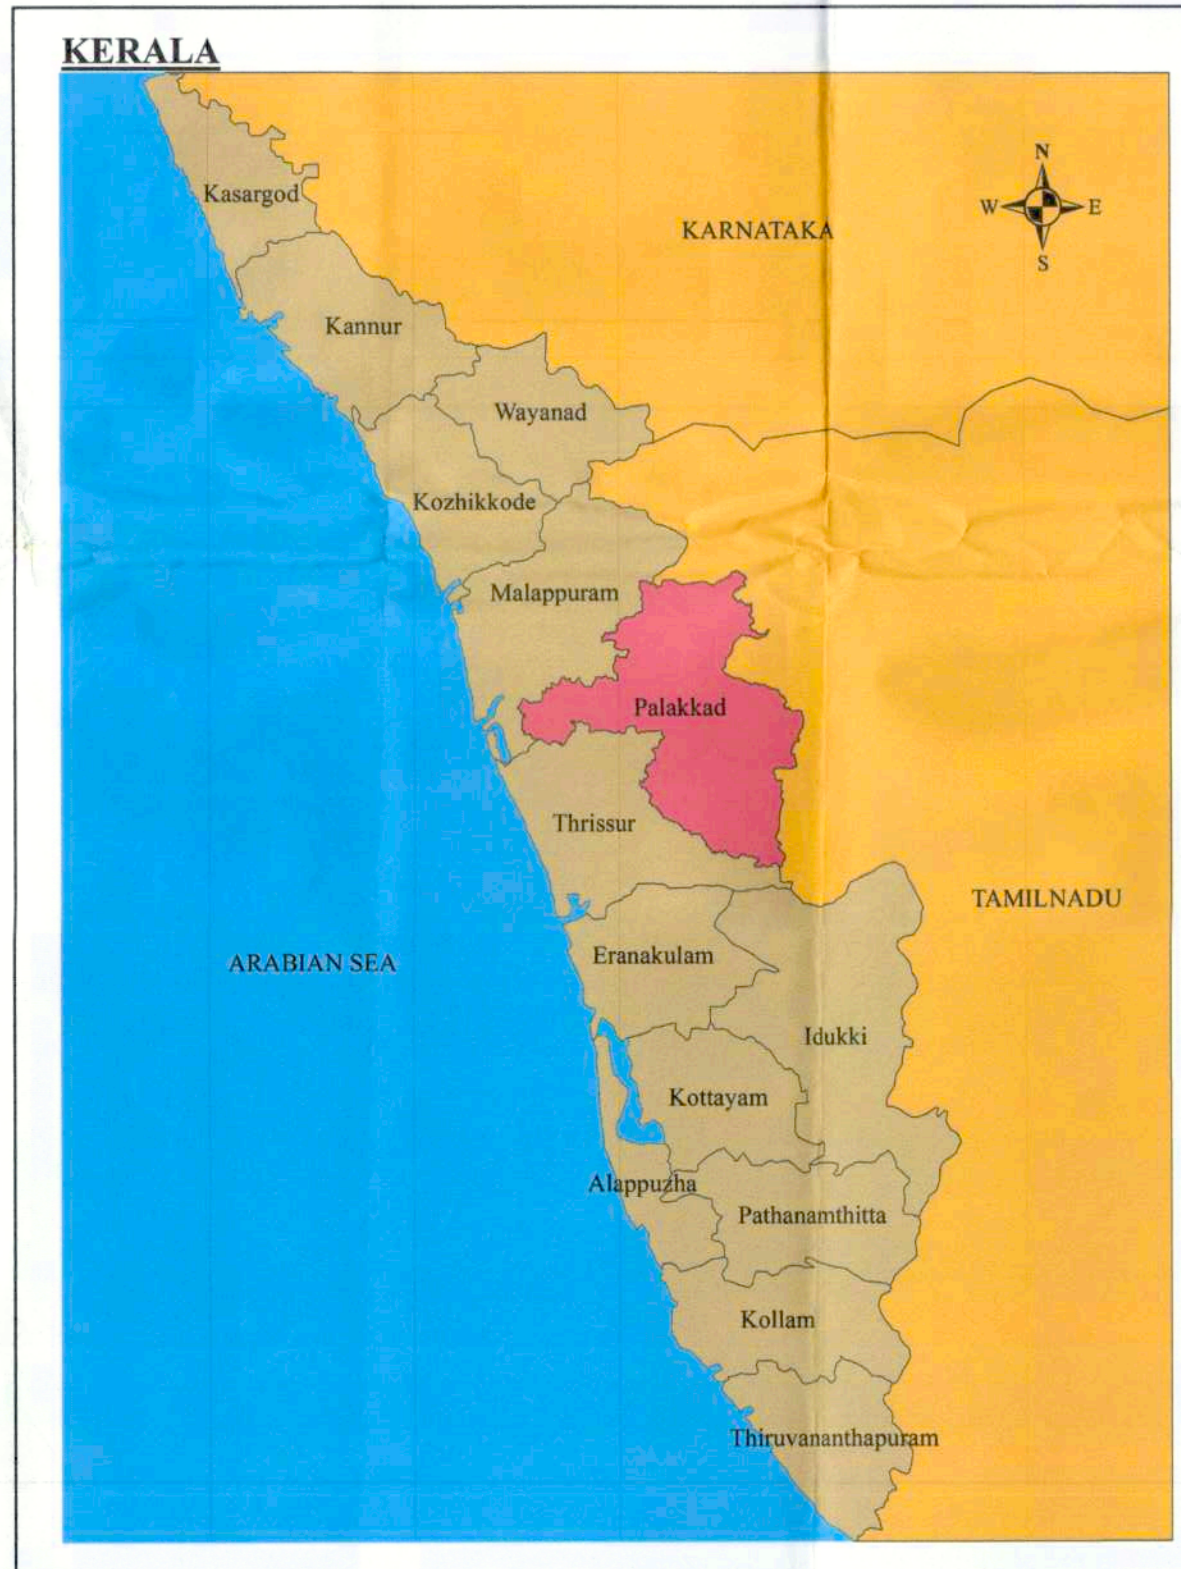 KERALA
N
Kasargod
W
E
KARNATAKA
S
Kannur
Wayanad
Kozhikkode
Malappuram
Palakkad
Thrissur
TAMILNADU
Eranakulam
ARABIAN SEA
Idukki
Kottayam
Alappuzha
Pathanamthitta
Kollam
Thiruvananthapuram